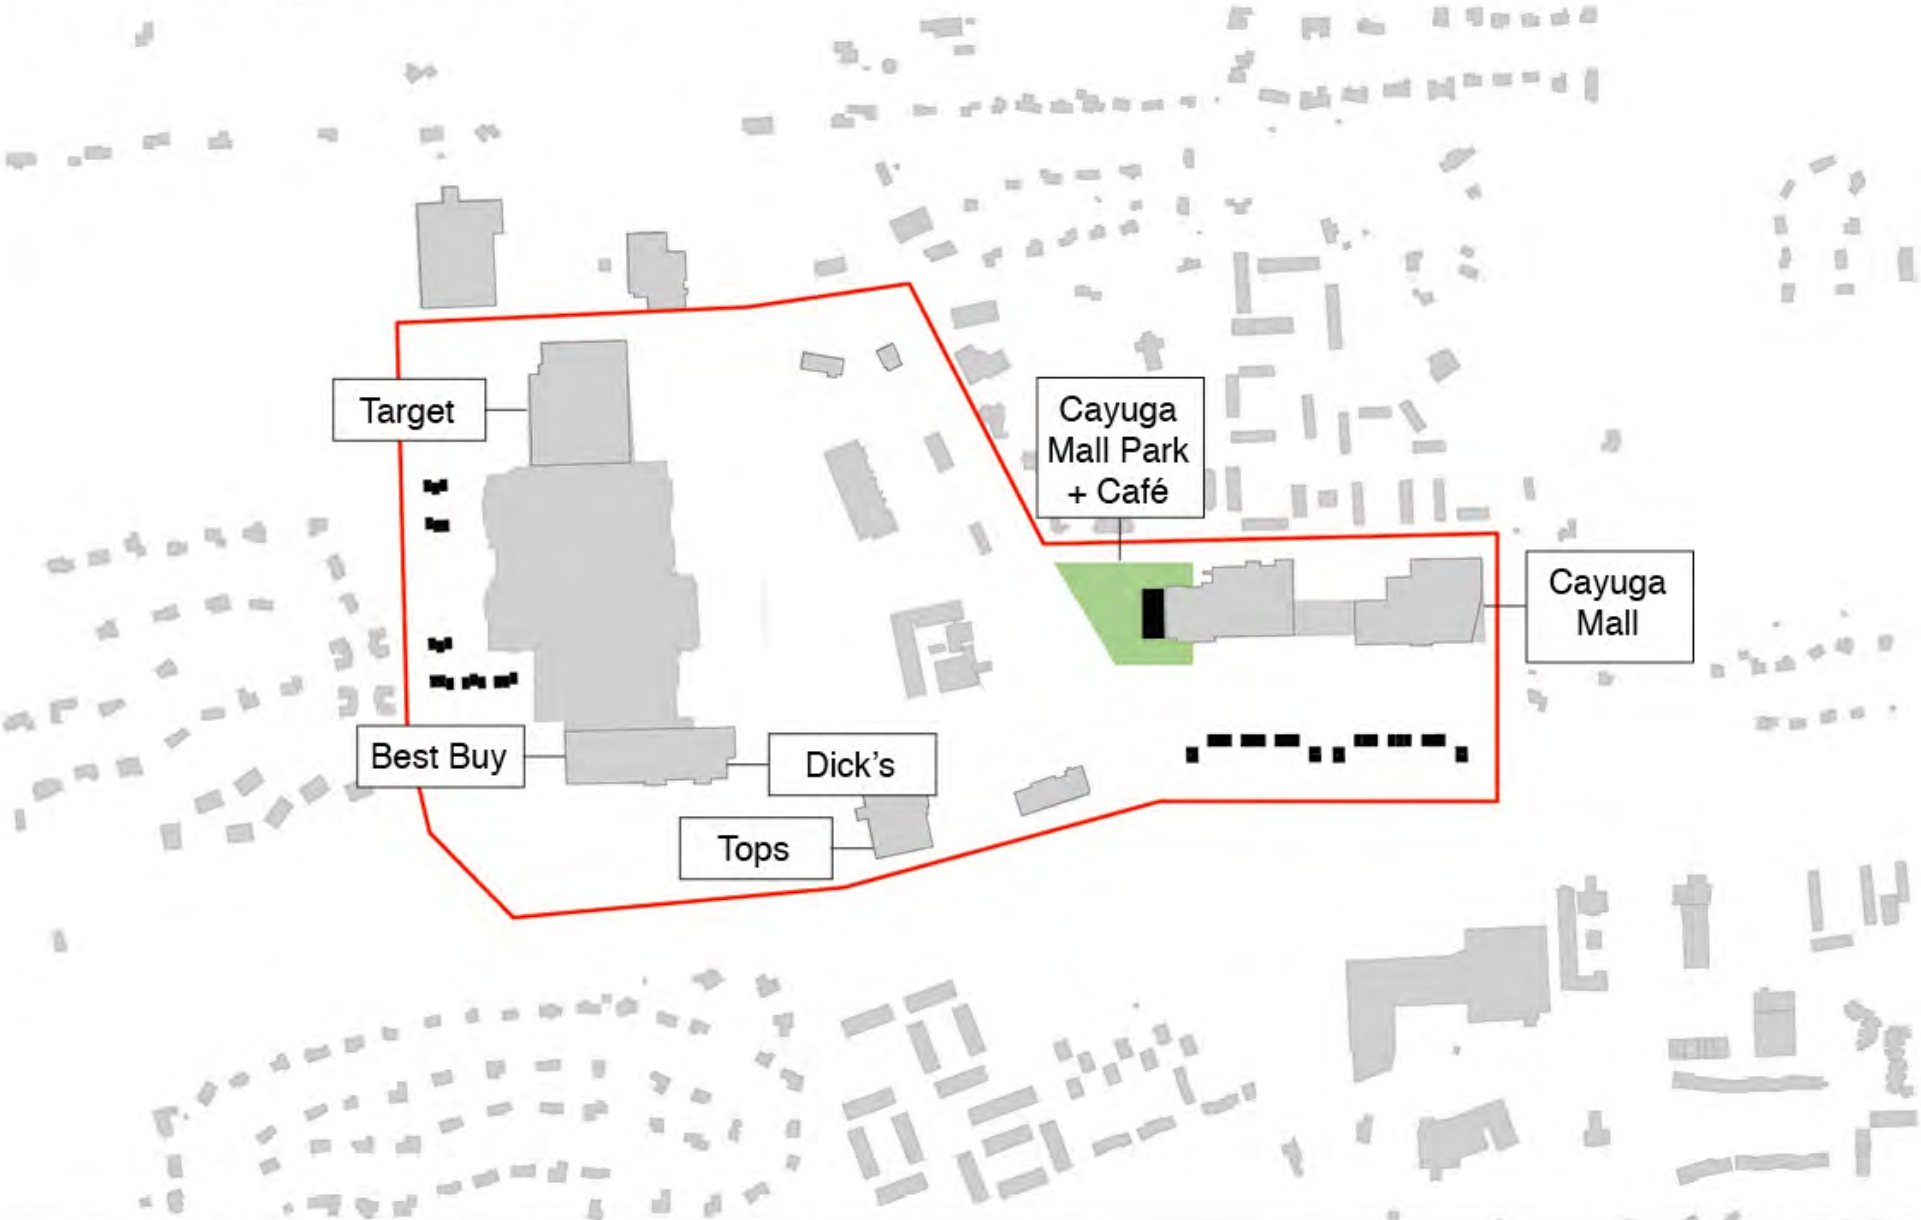 Target
Cayuga
Mall Park
+ Café
Cayuga
Mall
Best Buy
Dick's
Tops